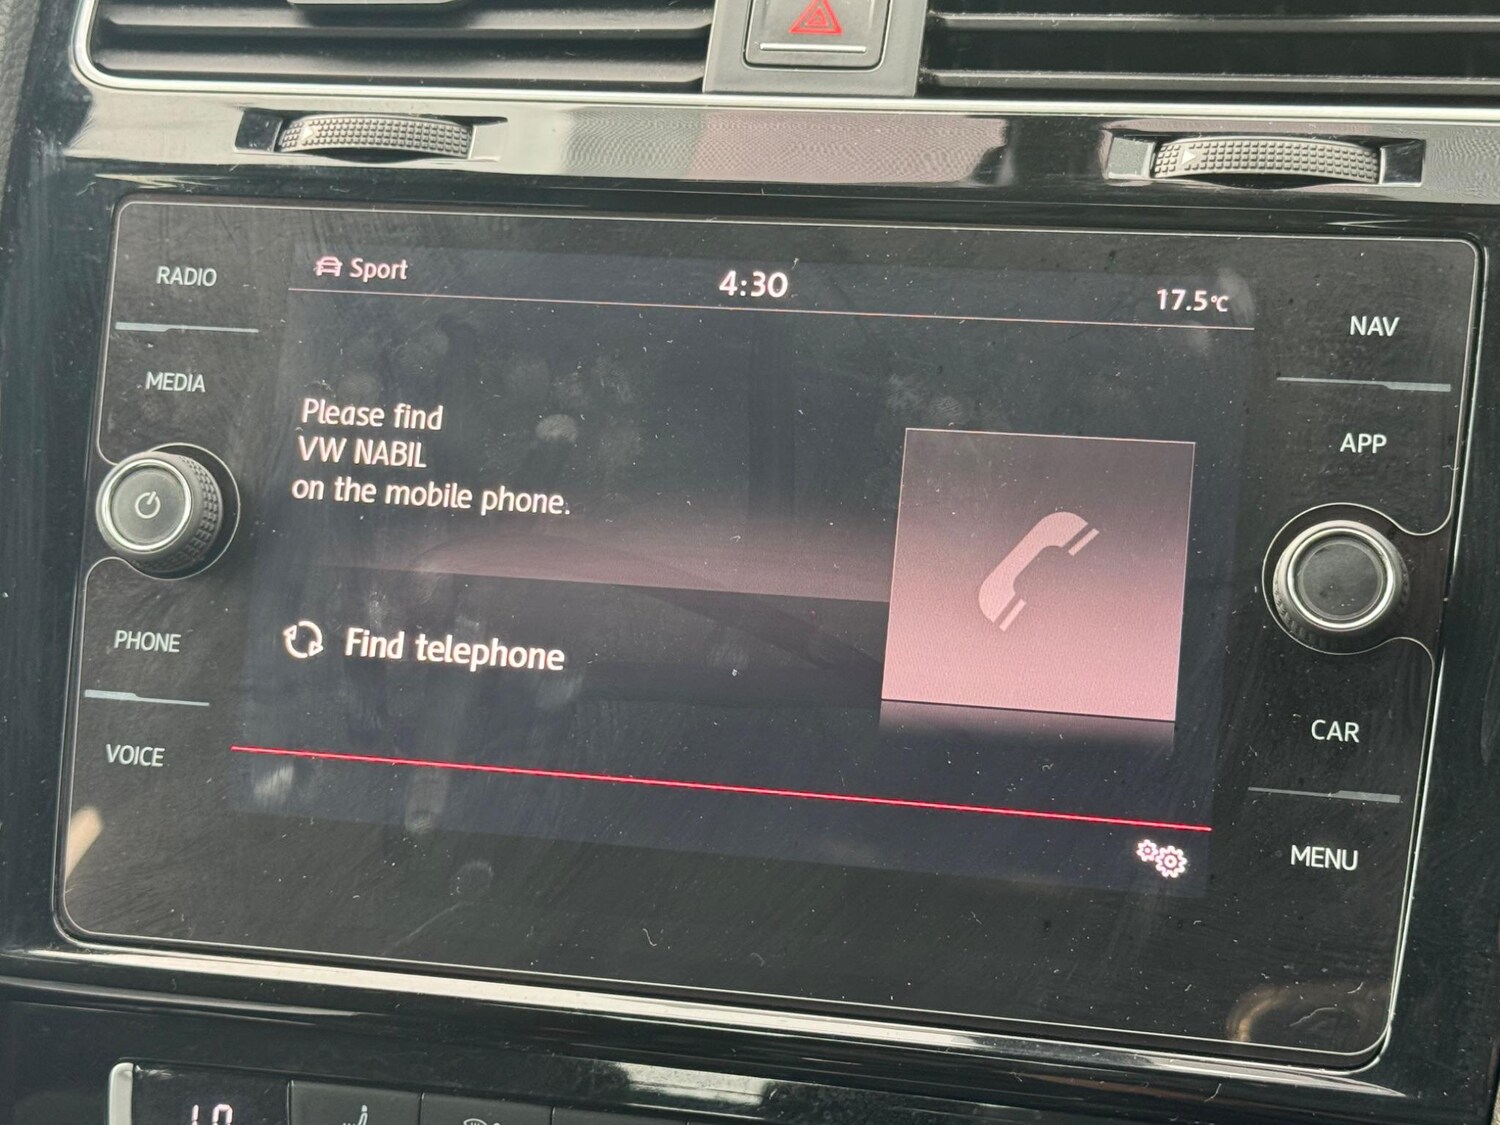 Sport
4:30
17.5°C
RADIO
MEDIA
PHONE
VOICE
Please find
VW NABIL
on the mobile phone.
Find telephone
NAV
APP
CAR
MENU